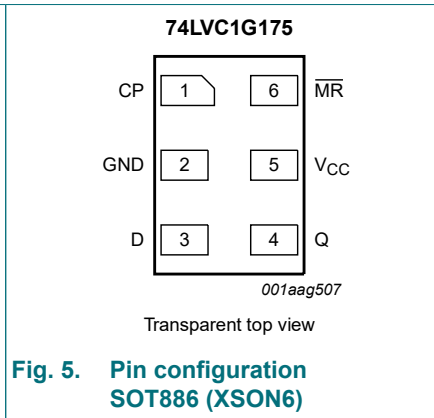 74LVC1G175
CP 1 6 M̅R̅
GND 2 5 VCC
D 3 4 Q
001aag507
Transparent top view
Fig. 5. Pin configuration
SOT886 (XSON6)